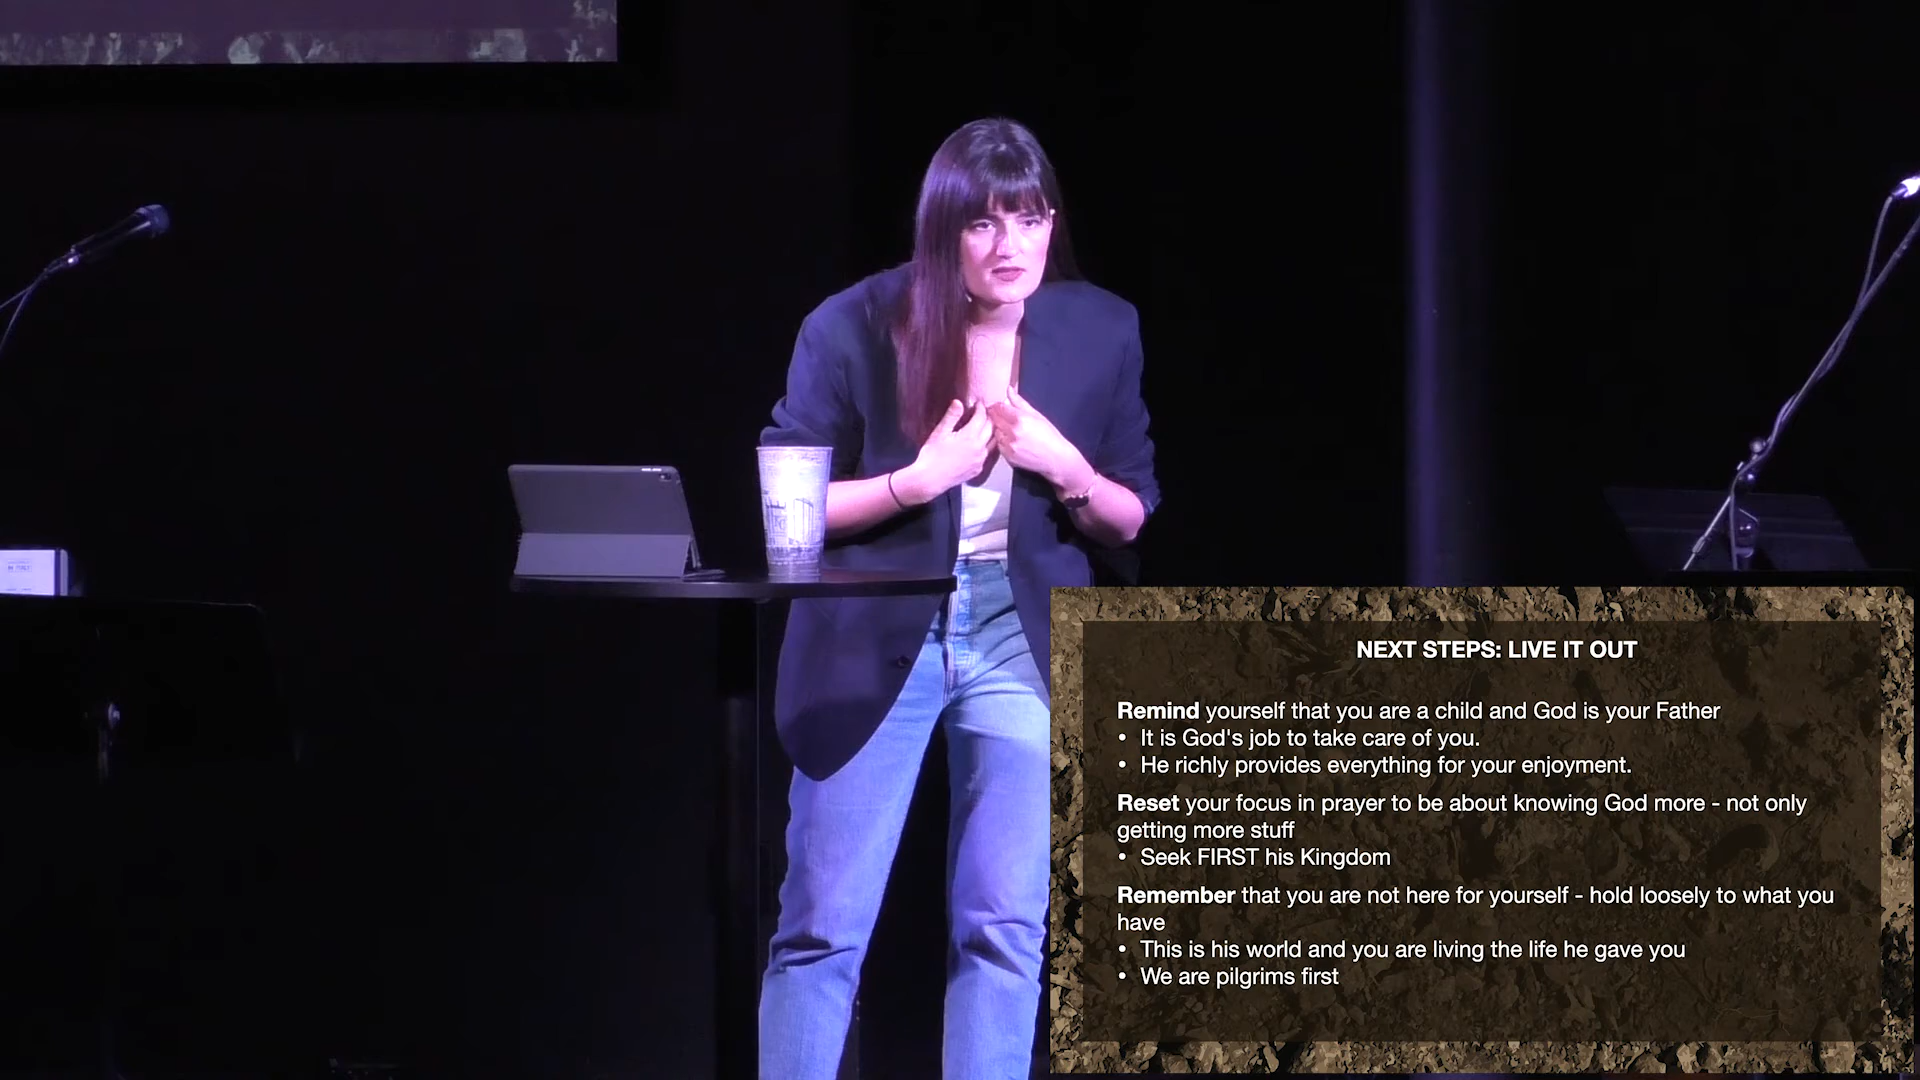 NEXT STEPS: LIVE IT OUT
Remind yourself that you are a child and God is your Father
• It is God's job to take care of you.
• He richly provides everything for your enjoyment.
Reset your focus in prayer to be about knowing God more - not only
getting more stuff
• Seek FIRST his Kingdom
Remember that you are not here for yourself - hold loosely to what you
have
• This is his world and you are living the life he gave you
• We are pilgrims first